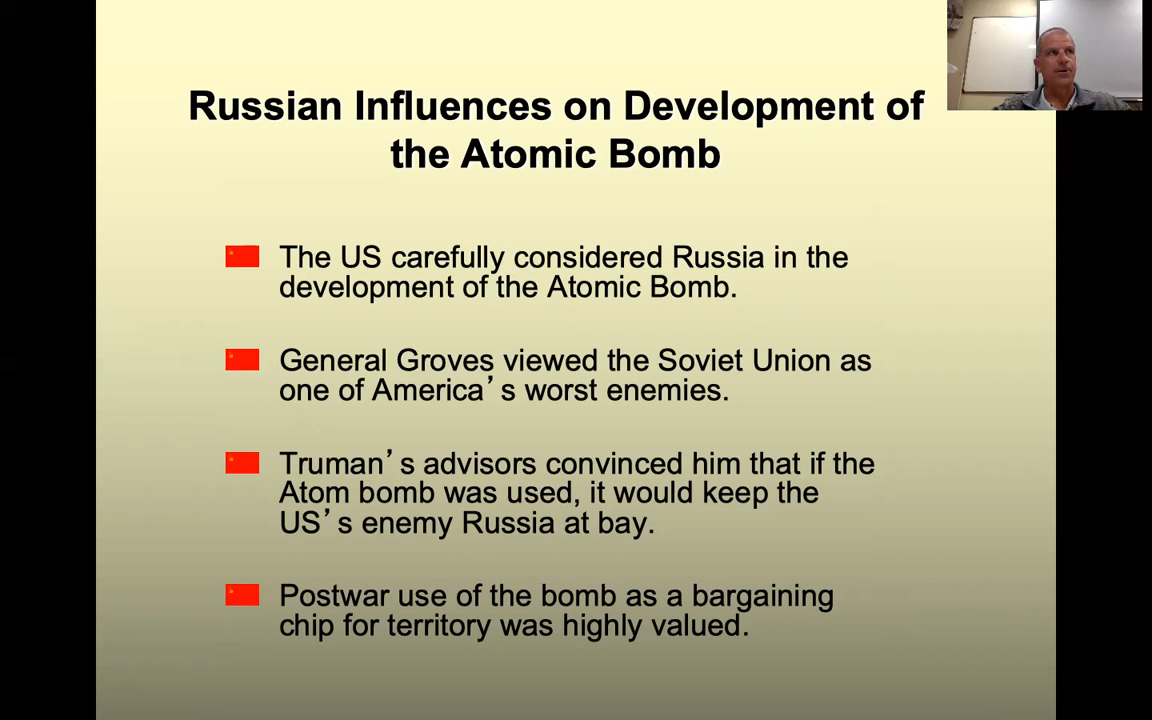 Russian Influences on Development of
the Atomic Bomb
The US carefully considered Russia in the
development of the Atomic Bomb.
General Groves viewed the Soviet Union as
one of America’s worst enemies.
Truman’s advisors convinced him that if the
Atom bomb was used, it would keep the
US’s enemy Russia at bay.
Postwar use of the bomb as a bargaining
chip for territory was highly valued.